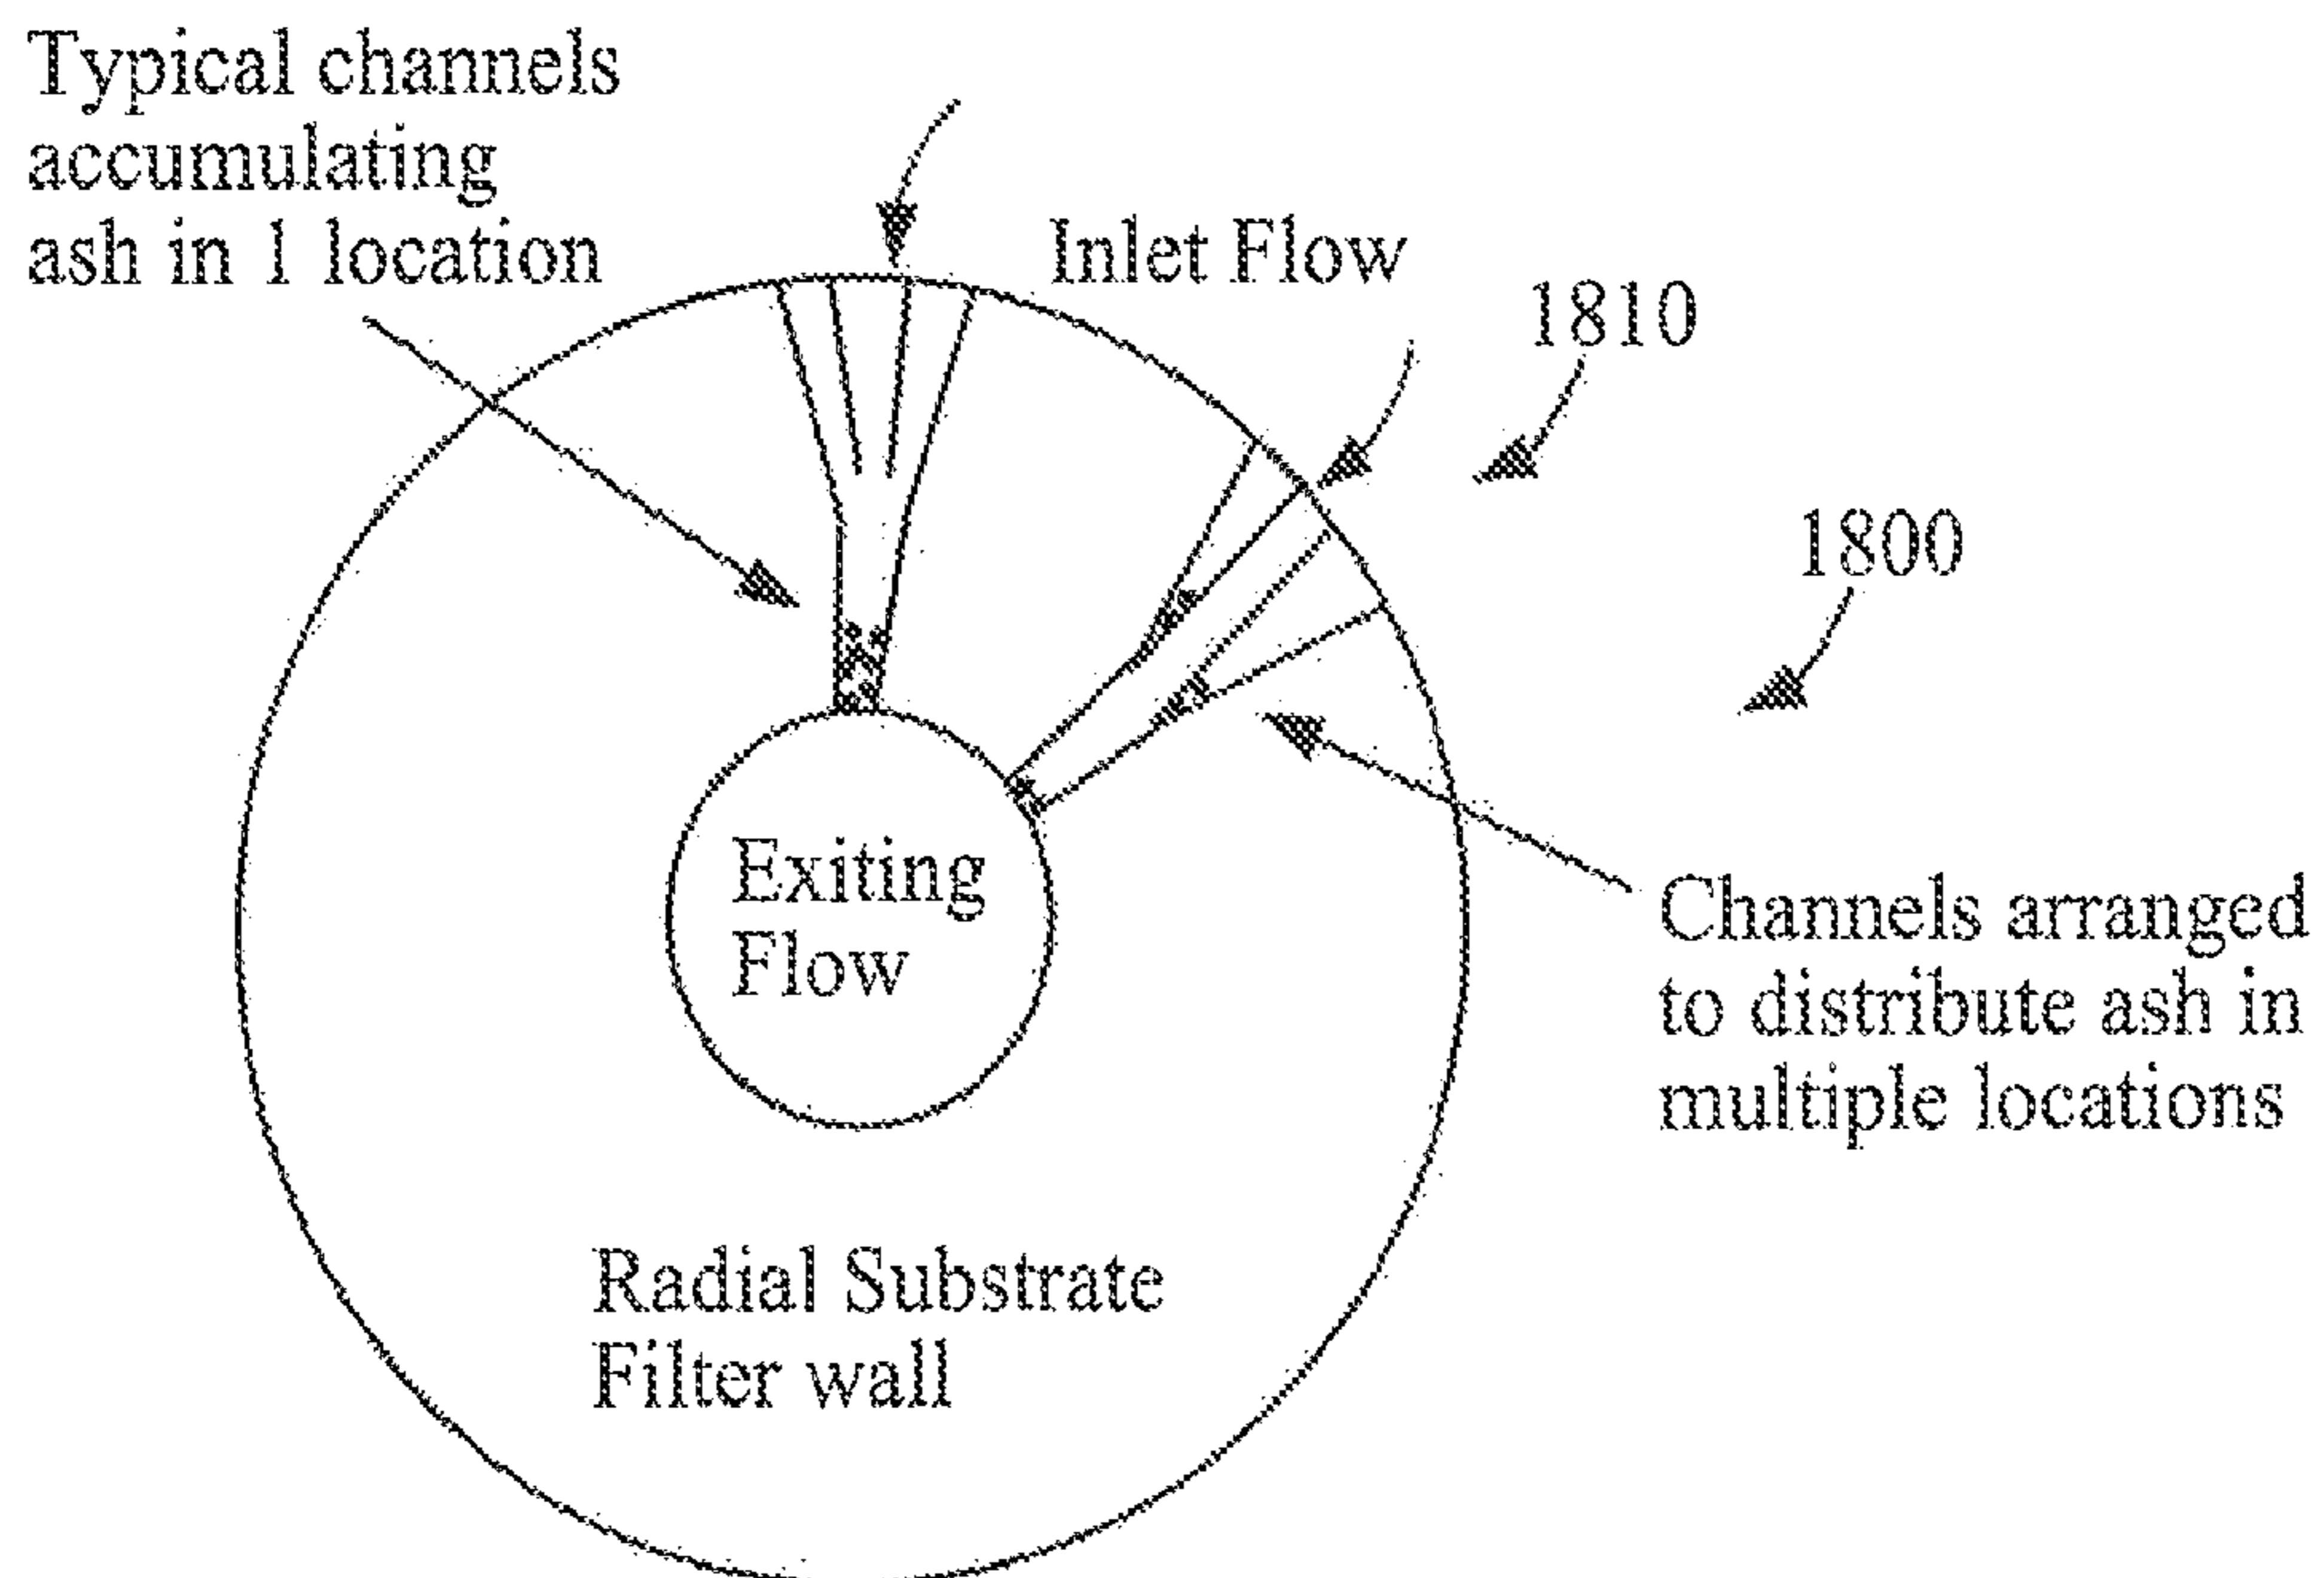 Typical channels
accumulating
ash in 1 location
Inlet Flow
1810
1800
Exiting
Flow
Channels arranged
to distribute ash in
multiple locations
Radial Substrate
Filter wall